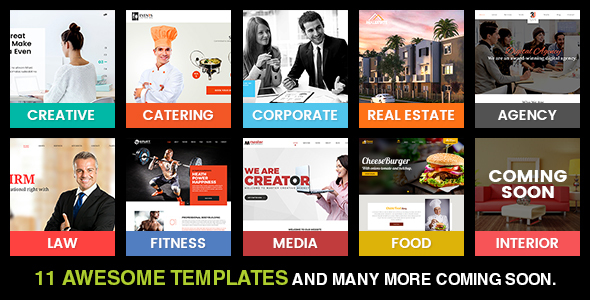 reat
Make
s Even
CREATIVE
EVENTS
CATERING
CORPORATE
REAL ESTATE
Digital Agency
We are an award-winning digital agency
AGENCY
IRM
national right with
LAW
HEATH
POWER
HAPPINESS
PROFESSIONAL BODYBUILDING
FITNESS
WE ARE
CREATOR
MEDIA
CheeseBurger
FOOD
COMING
SOON
INTERIOR
11 AWESOME TEMPLATES AND MANY MORE COMING SOON.